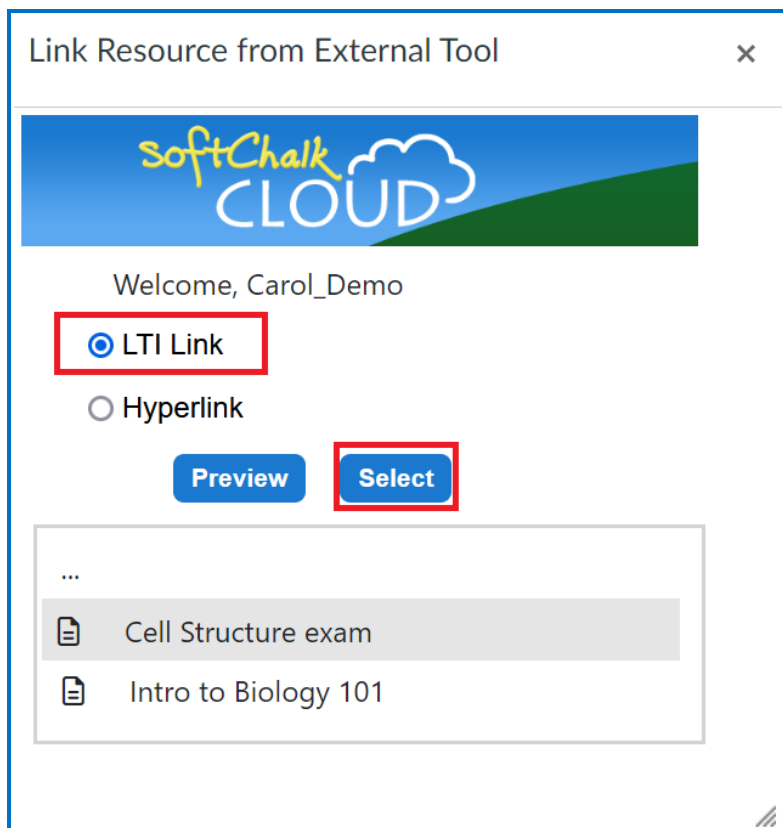 Link Resource from External Tool ×
SoftChalk
CLOUD
Welcome, Carol_Demo
LTI Link
Hyperlink
Preview Select
...
Cell Structure exam
Intro to Biology 101